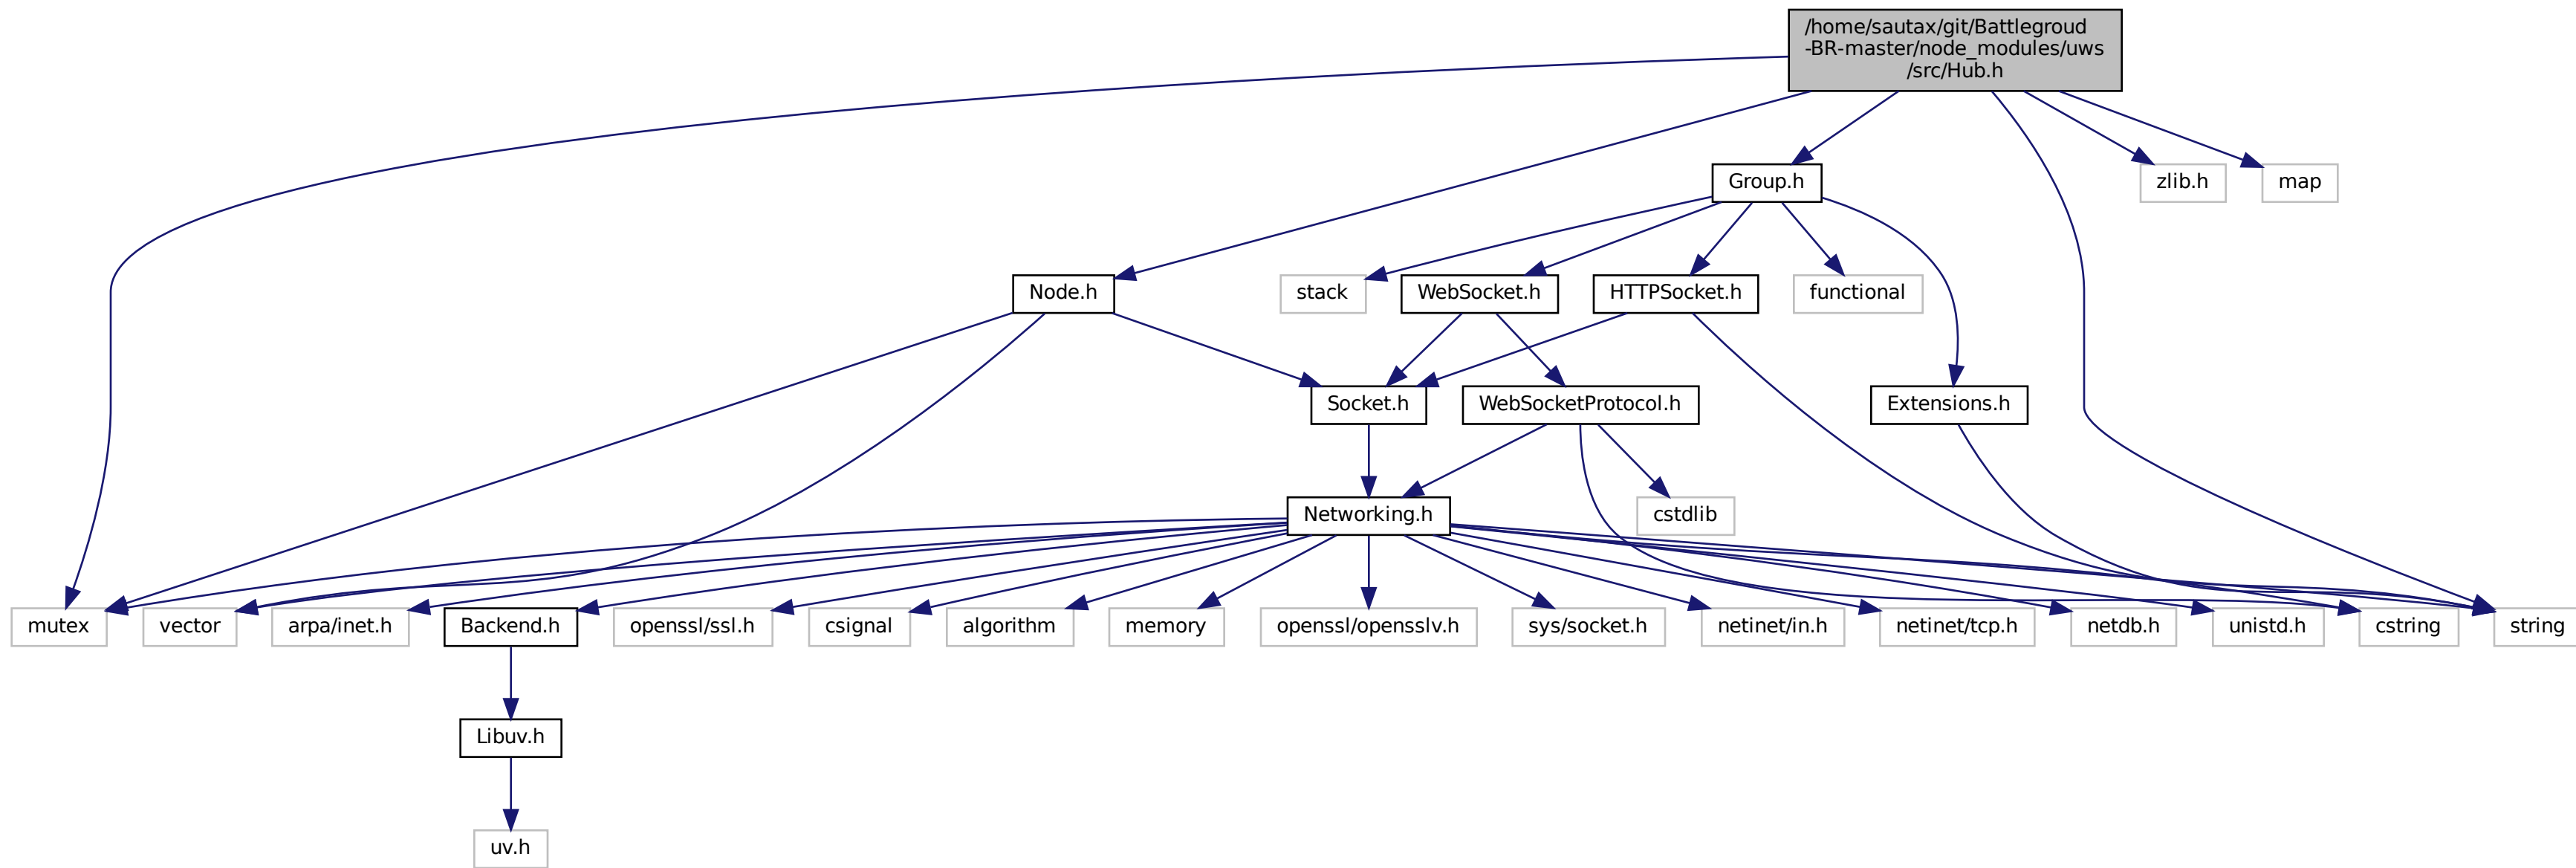 /home/sautax/git/Battlegroud
-BR-master/node_modules/uws
/src/Hub.h
Group.h
zlib.h
map
Node.h
stack
WebSocket.h
HTTPSocket.h
functional
Socket.h
WebSocketProtocol.h
Extensions.h
Networking.h
cstdlib
mutex
vector
arpa/inet.h
Backend.h
openssl/ssl.h
csignal
algorithm
memory
openssl/opensslv.h
sys/socket.h
netinet/in.h
netinet/tcp.h
netdb.h
unistd.h
cstring
string
Libuv.h
uv.h